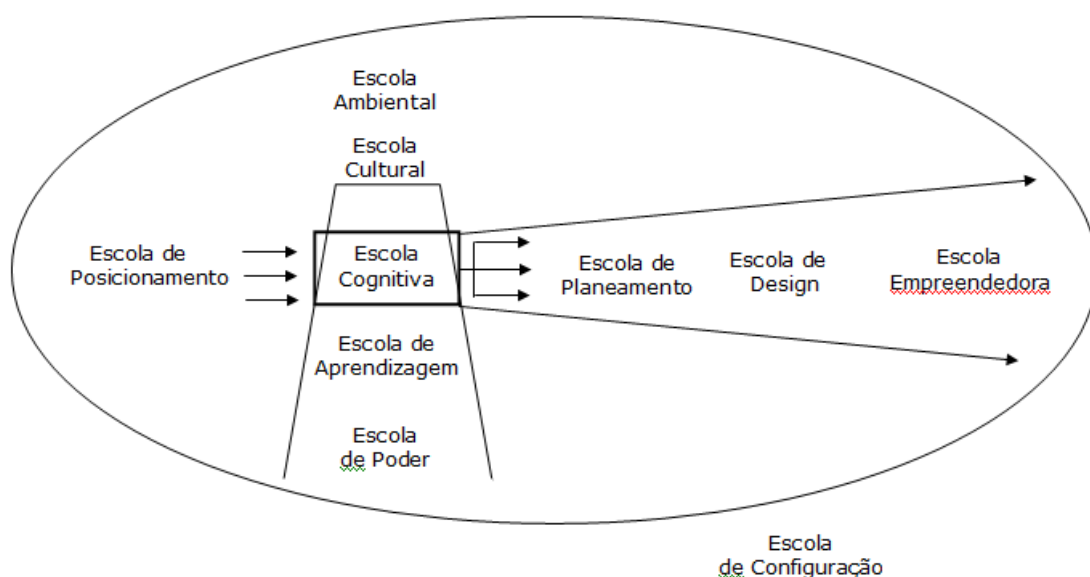 Escola
Ambiental
Escola
Cultural
Escola de
Posicionamento
Escola
Cognitiva
Escola de
Planeamento
Escola de
Design
Escola
Empreendedora
Escola de
Aprendizagem
Escola
de Poder
Escola
de Configuração